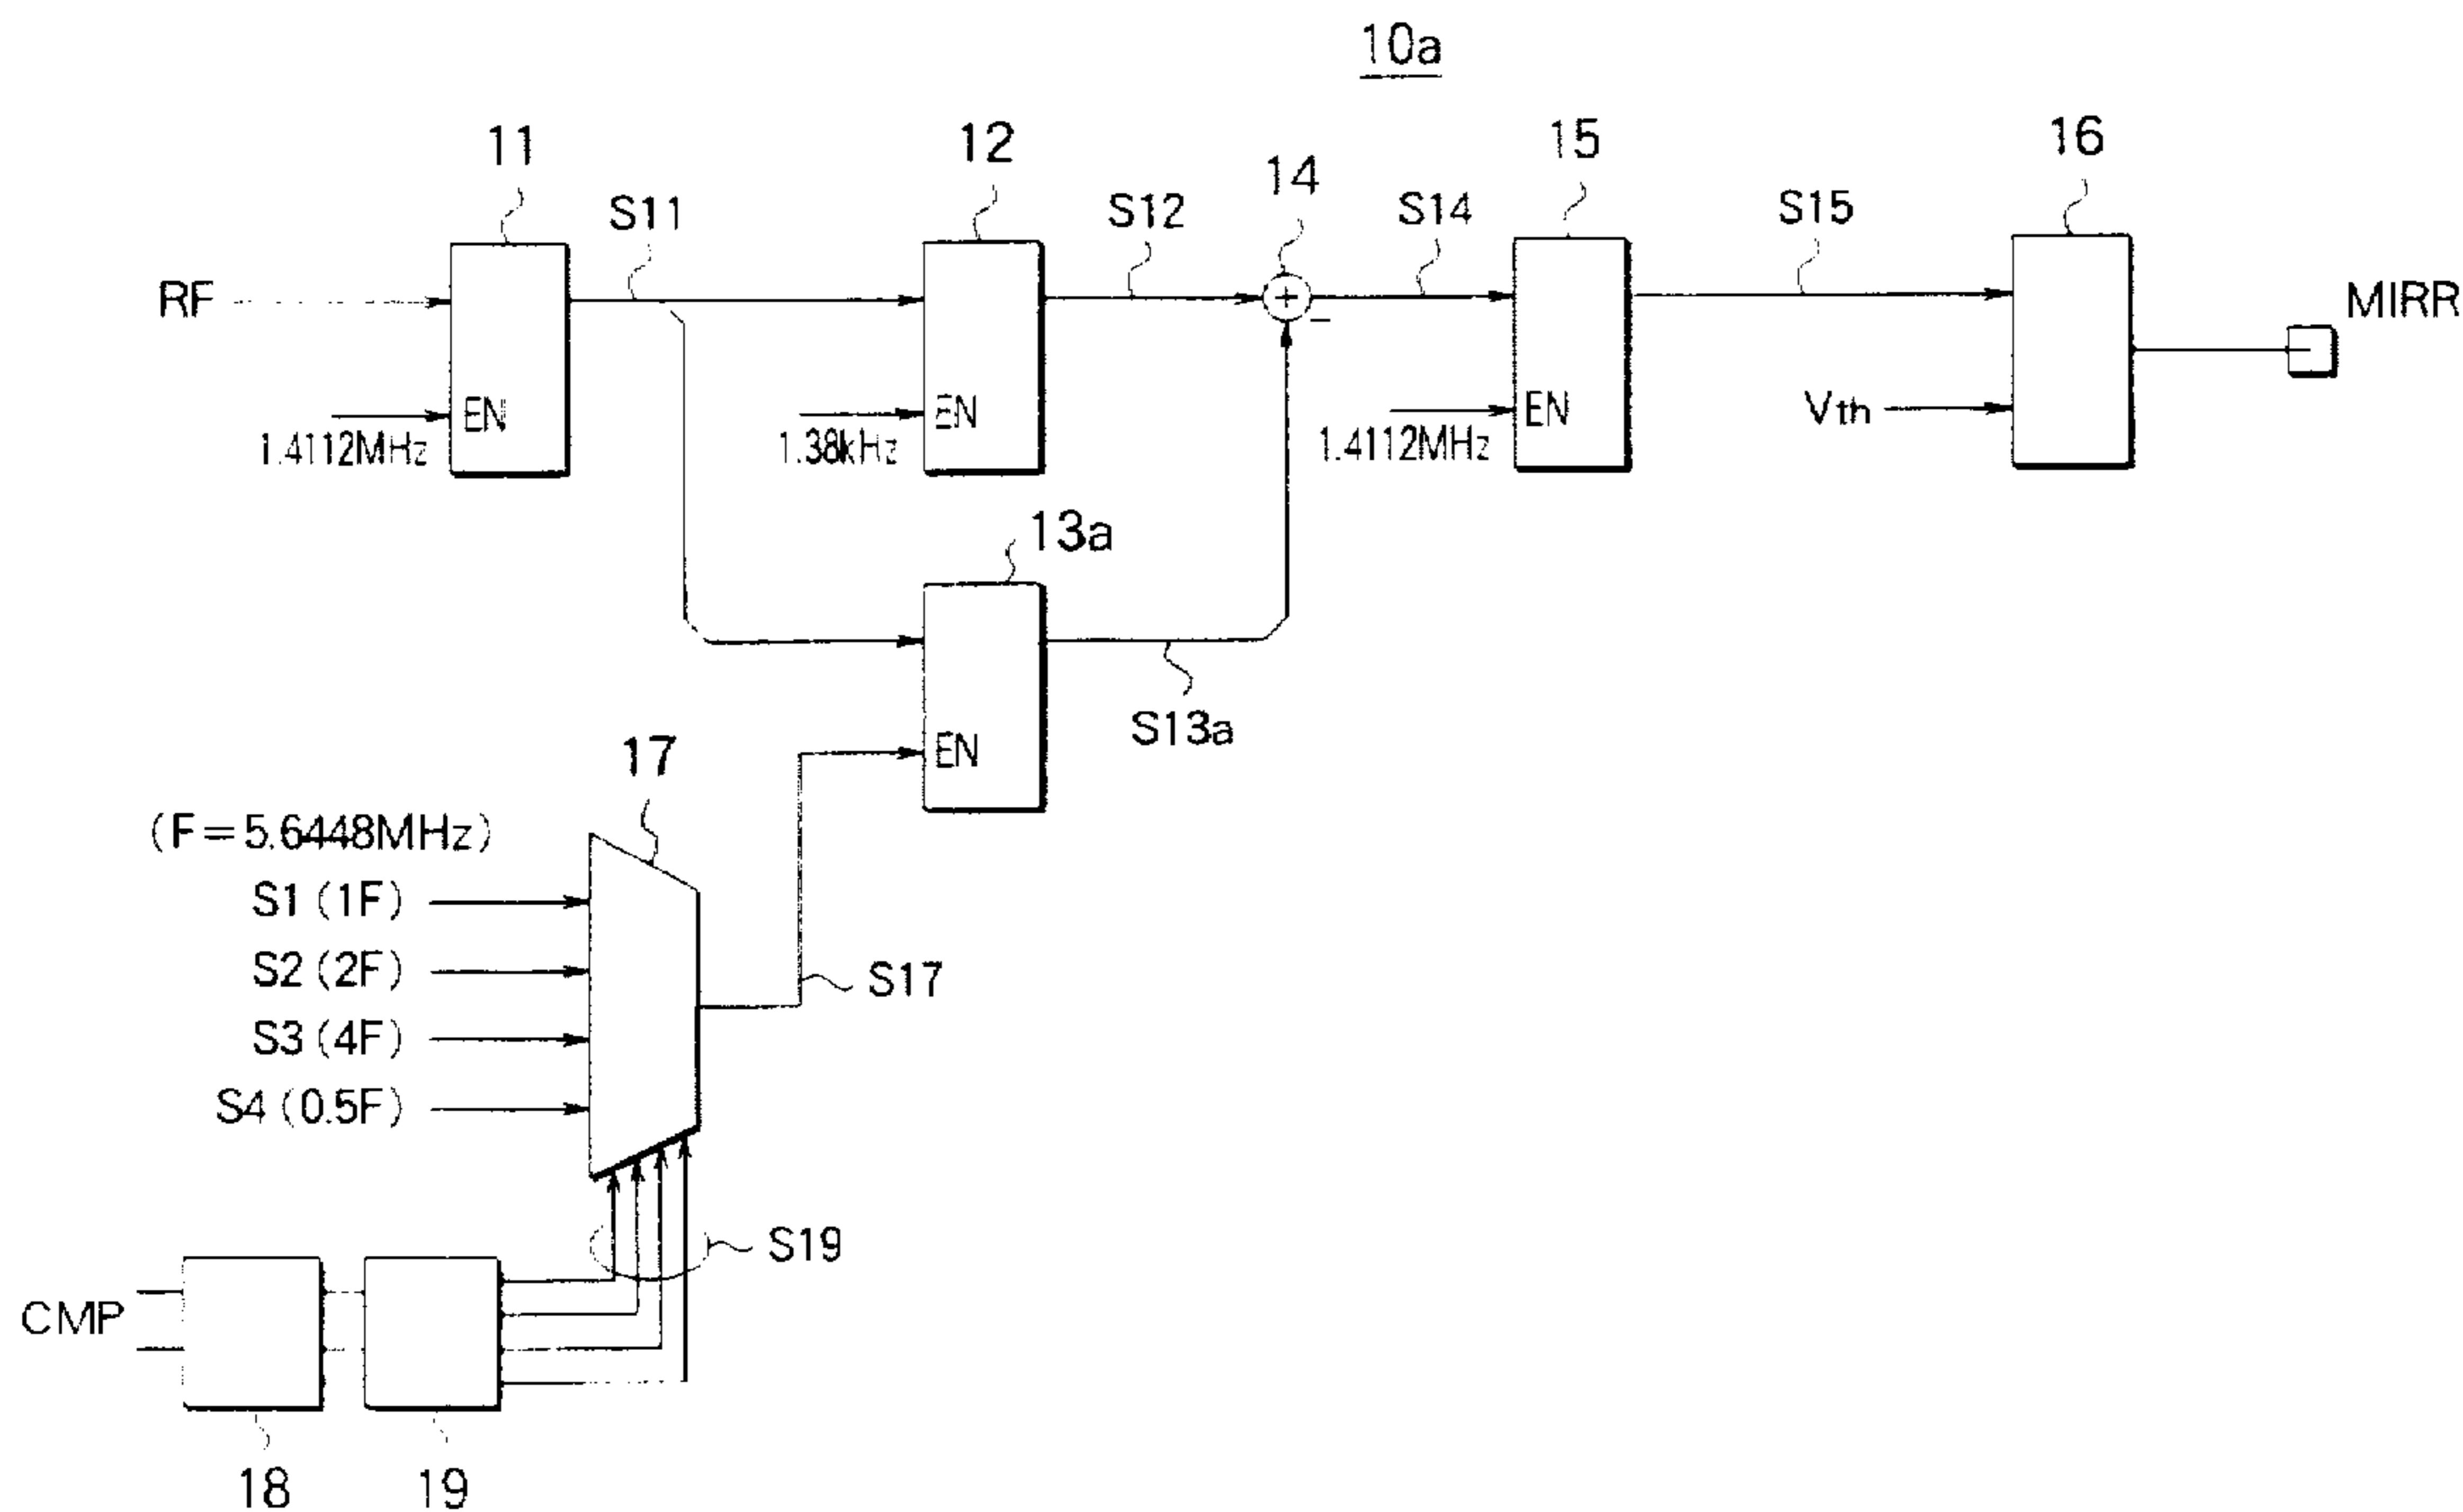 10a
11
12
14
15
16
S11
S12
S14
S15
RF
MIRR
EN
1.4112MHz
EN
1.38kHz
+
−
EN
1.4112MHz
Vth
13a
EN
S13a
17
(F=5.6448MHz)
S1 (1F)
S2 (2F)
S3 (4F)
S4 (0.5F)
S17
S19
CMP
18
19